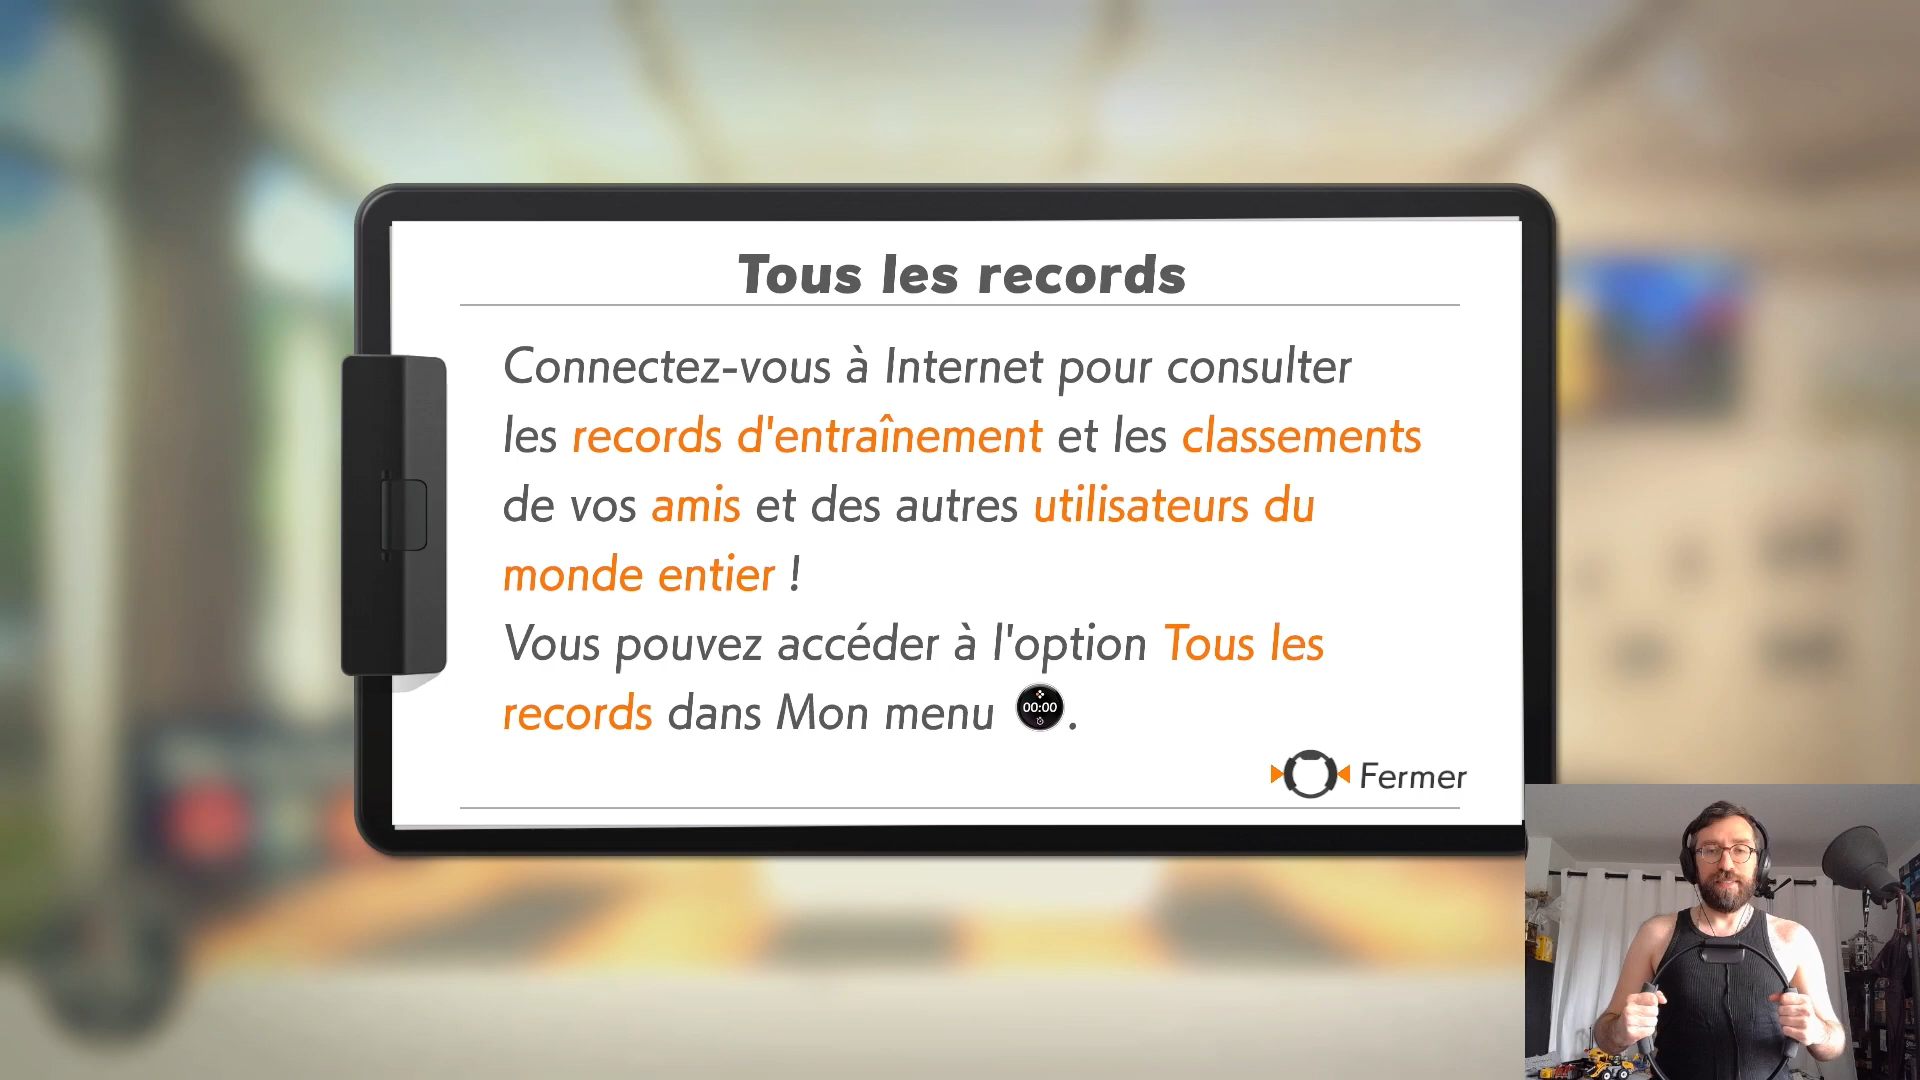 Tous les records
Connectez-vous à Internet pour consulter
les records d'entraînement et les classements
de vos amis et des autres utilisateurs du
monde entier !
Vous pouvez accéder à l'option Tous les
records dans Mon menu 00:00.
Fermer